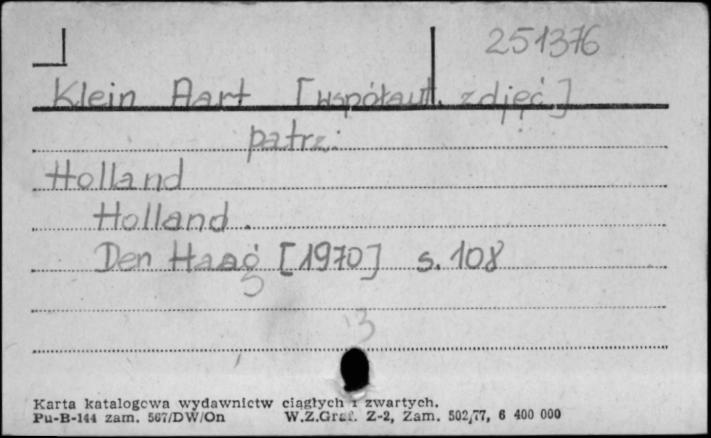 251376
Klein Aart [współaut. zdjęć]
patrz:
Holland
Holland.
Den Haag [1970] s. 108
3
Karta katalogowa wydawnictw ciągłych i zwartych.
Pu-B-144 zam. 567/DW/On W.Z.Graf. Z-2, Zam. 502/77, 6 400 000